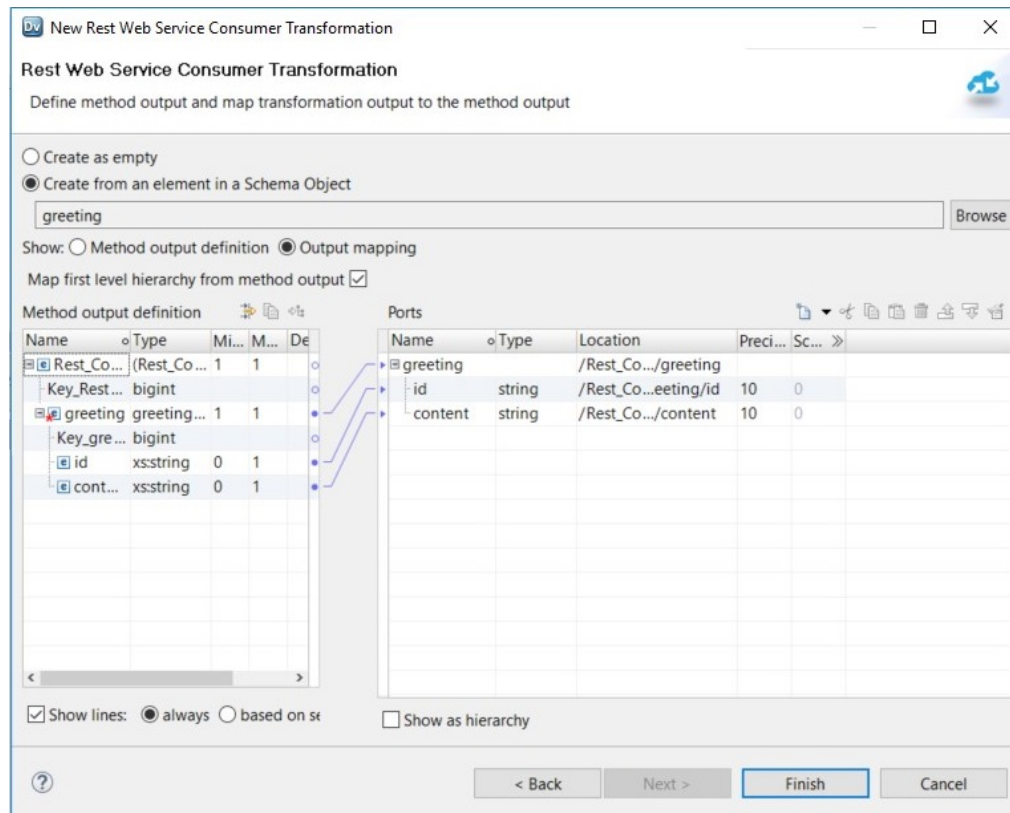 Dv New Rest Web Service Consumer Transformation
Rest Web Service Consumer Transformation
Define method output and map transformation output to the method output
Create as empty
Create from an element in a Schema Object
greeting
Browse
Show: Method output definition Output mapping
Map first level hierarchy from method output
Method output definition
Name Type Mi... M... De
Rest_Co... (Rest_Co... 1 1
Key_Rest... bigint
greeting greeting... 1 1
Key_gre... bigint
e id xs:string 0 1
e cont... xs:string 0 1
Show lines: always based on se
Ports
Name Type Location Preci... Sc... »
greeting /Rest_Co.../greeting
id string /Rest_Co...eeting/id 10 0
content string /Rest_Co.../content 10 0
Show as hierarchy
? < Back Next > Finish Cancel